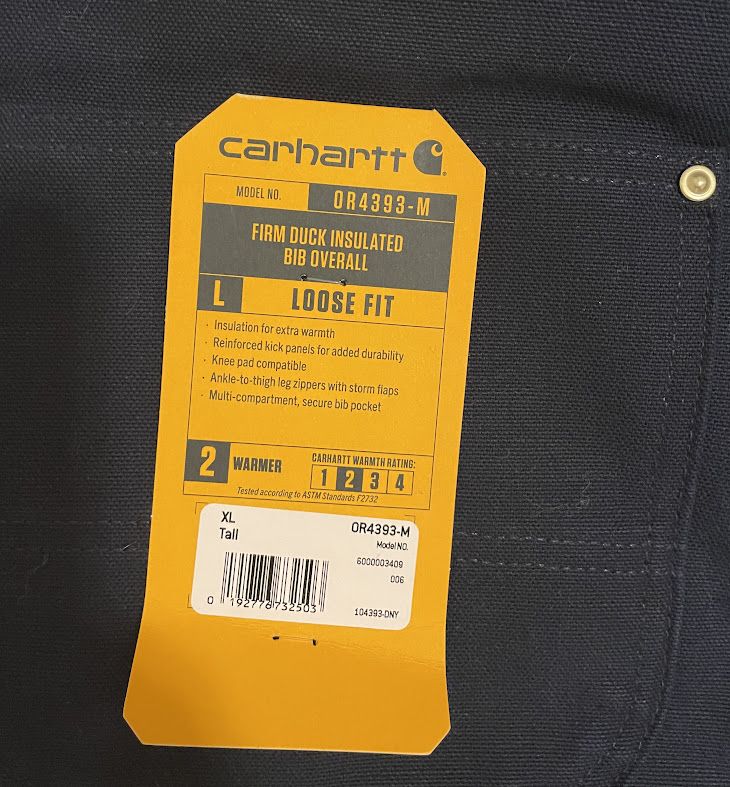 carhartt
MODEL NO. OR4393-M
FIRM DUCK INSULATED
BIB OVERALL
L LOOSE FIT
· Insulation for extra warmth
· Reinforced kick panels for added durability
· Knee pad compatible
· Ankle-to-thigh leg zippers with storm flaps
· Multi-compartment, secure bib pocket
2 WARMER
CARHARTT WARMTH RATING:
1 2 3 4
Tested according to ASTM Standards F2732
XL OR4393-M
Tall Model NO.
6000003409
006
0 192778732503
104393-DNY